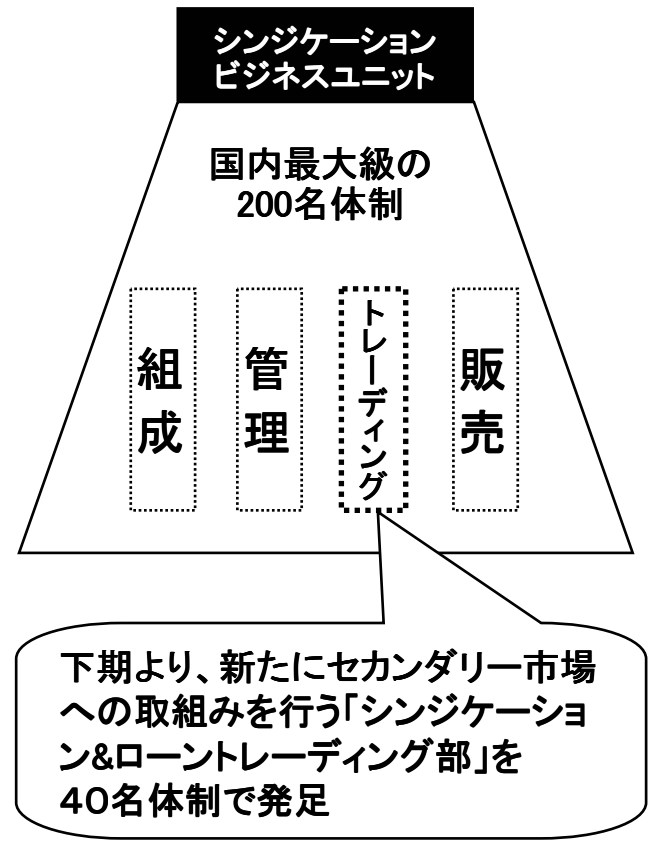 シンジケーション
ビジネスユニット
国内最大級の
200名体制
組成
管理
トレーディング
販売
下期より、新たにセカンダリー市場
への取組みを行う「シンジケーショ
ン&ローントレーディング部」を
４０名体制で発足